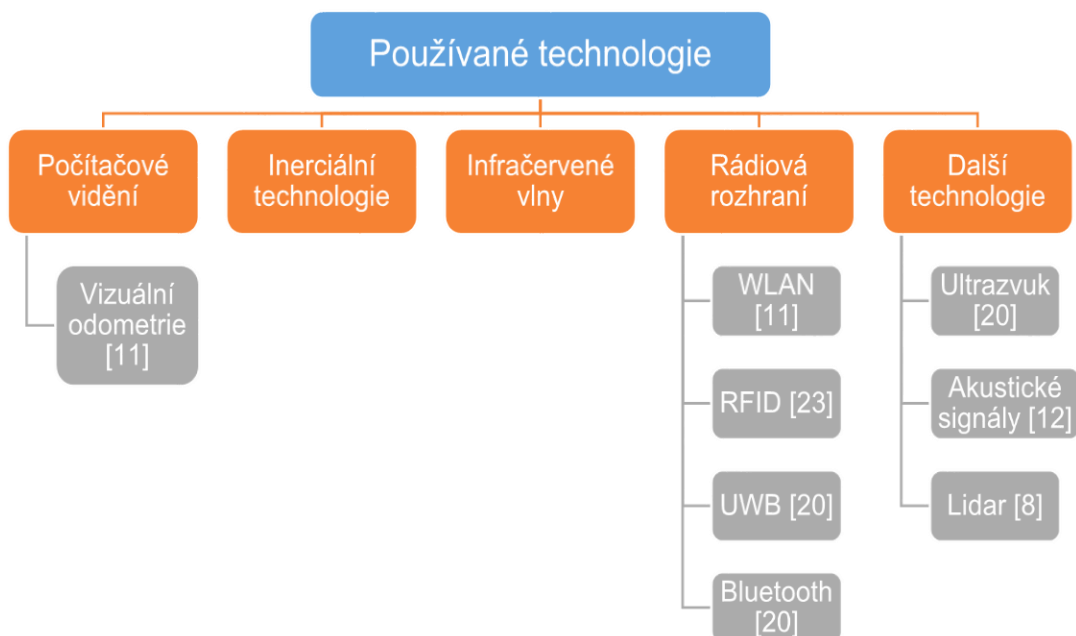 Používané technologie
Počítačové
vidění
Inerciální
technologie
Infračervené
vlny
Rádiová
rozhraní
Další
technologie
Vizuální
odometrie
[11]
WLAN
[11]
RFID [23]
UWB [20]
Bluetooth
[20]
Ultrazvuk
[20]
Akustické
signály [12]
Lidar [8]